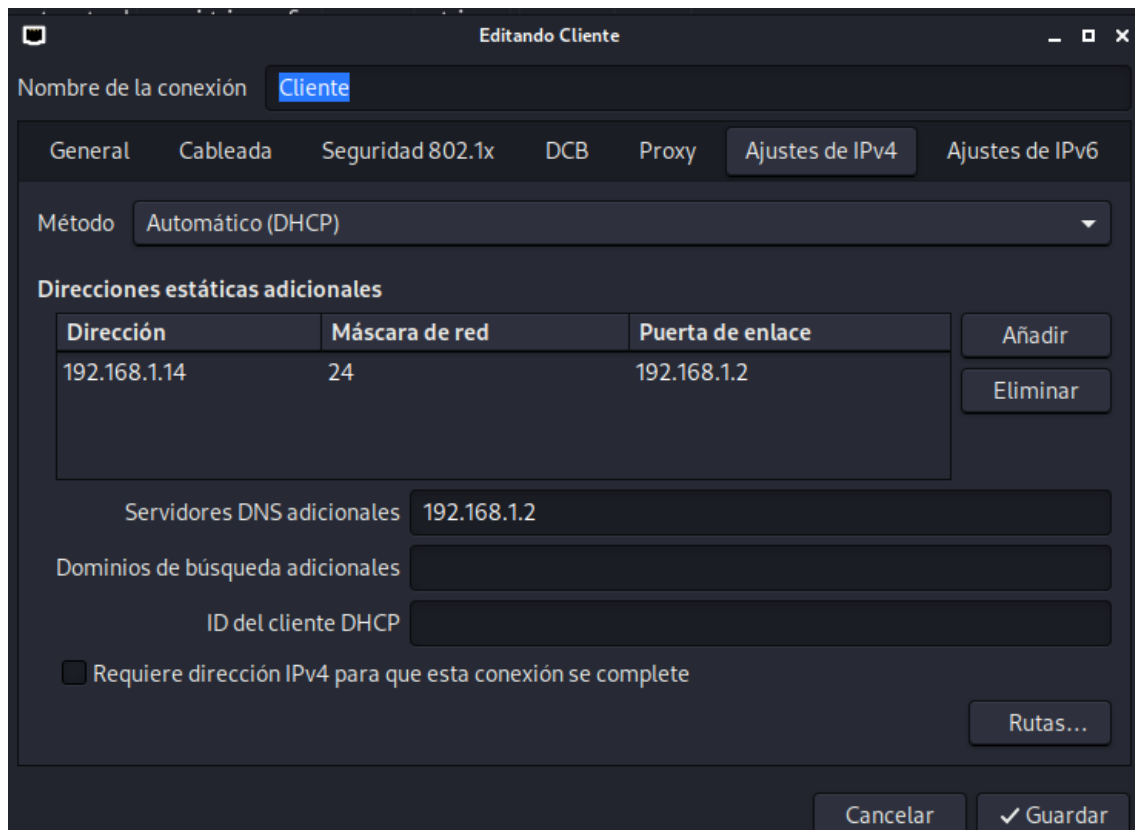 Editando Cliente
Nombre de la conexión Cliente
General Cableada Seguridad 802.1x DCB Proxy Ajustes de IPv4 Ajustes de IPv6
Método Automático (DHCP)
Direcciones estáticas adicionales
Dirección Máscara de red Puerta de enlace Añadir
192.168.1.14 24 192.168.1.2
Eliminar
Servidores DNS adicionales 192.168.1.2
Dominios de búsqueda adicionales
ID del cliente DHCP
Requiere dirección IPv4 para que esta conexión se complete
Rutas...
Cancelar Guardar